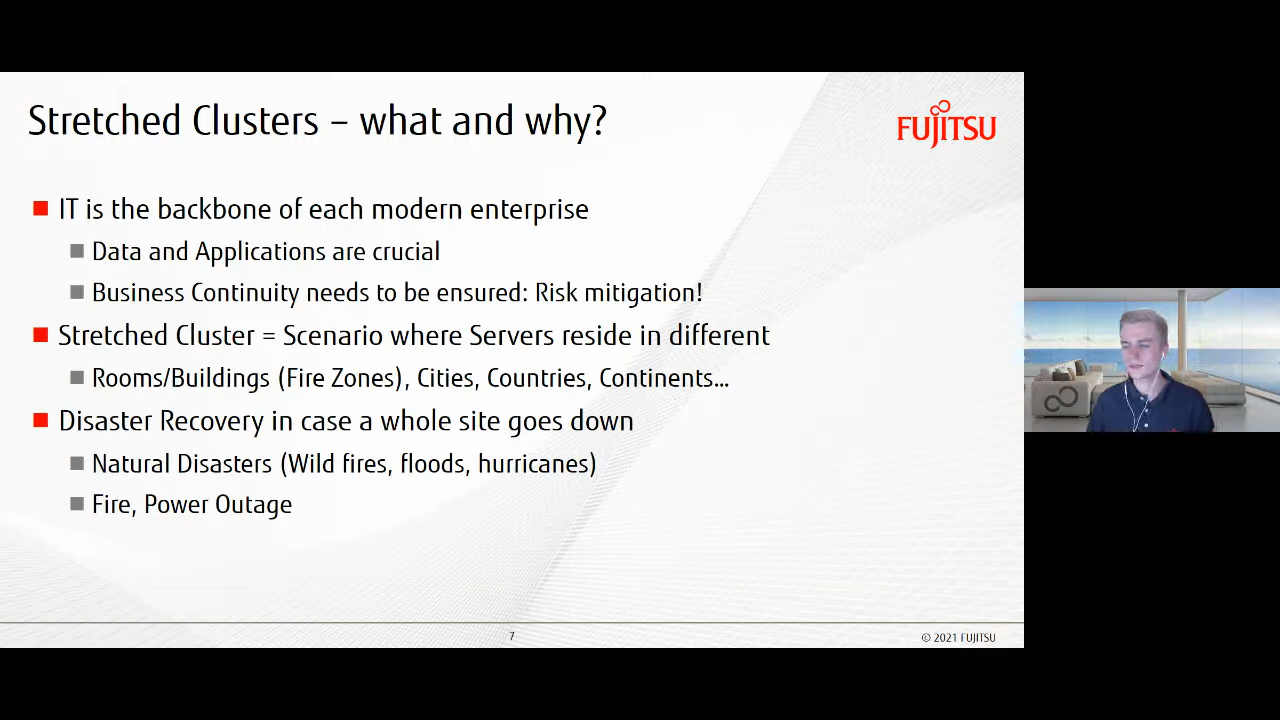 Stretched Clusters – what and why?
FUJITSU
IT is the backbone of each modern enterprise
Data and Applications are crucial
Business Continuity needs to be ensured: Risk mitigation!
Stretched Cluster = Scenario where Servers reside in different
Rooms/Buildings (Fire Zones), Cities, Countries, Continents...
Disaster Recovery in case a whole site goes down
Natural Disasters (Wild fires, floods, hurricanes)
Fire, Power Outage
7
© 2021 FUJITSU